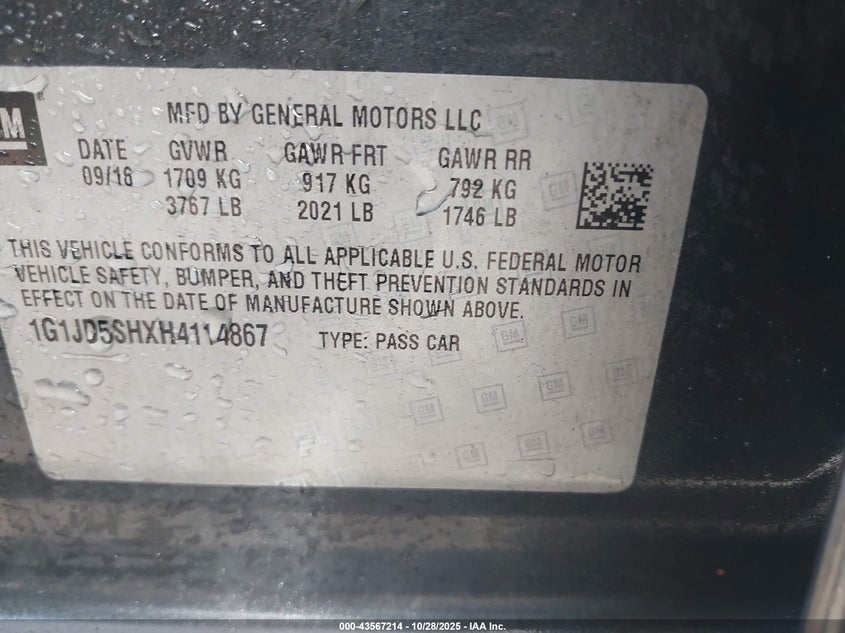 GM
MFD BY GENERAL MOTORS LLC
DATE GVWR GAWR FRT GAWR RR
09/16 1709 KG 917 KG 792 KG
3767 LB 2021 LB 1746 LB
THIS VEHICLE CONFORMS TO ALL APPLICABLE U.S. FEDERAL MOTOR
VEHICLE SAFETY, BUMPER, AND THEFT PREVENTION STANDARDS IN
EFFECT ON THE DATE OF MANUFACTURE SHOWN ABOVE.
1G1JD5SHXH4114867 TYPE: PASS CAR
000-43567214 - 10/28/2025 - IAA Inc.